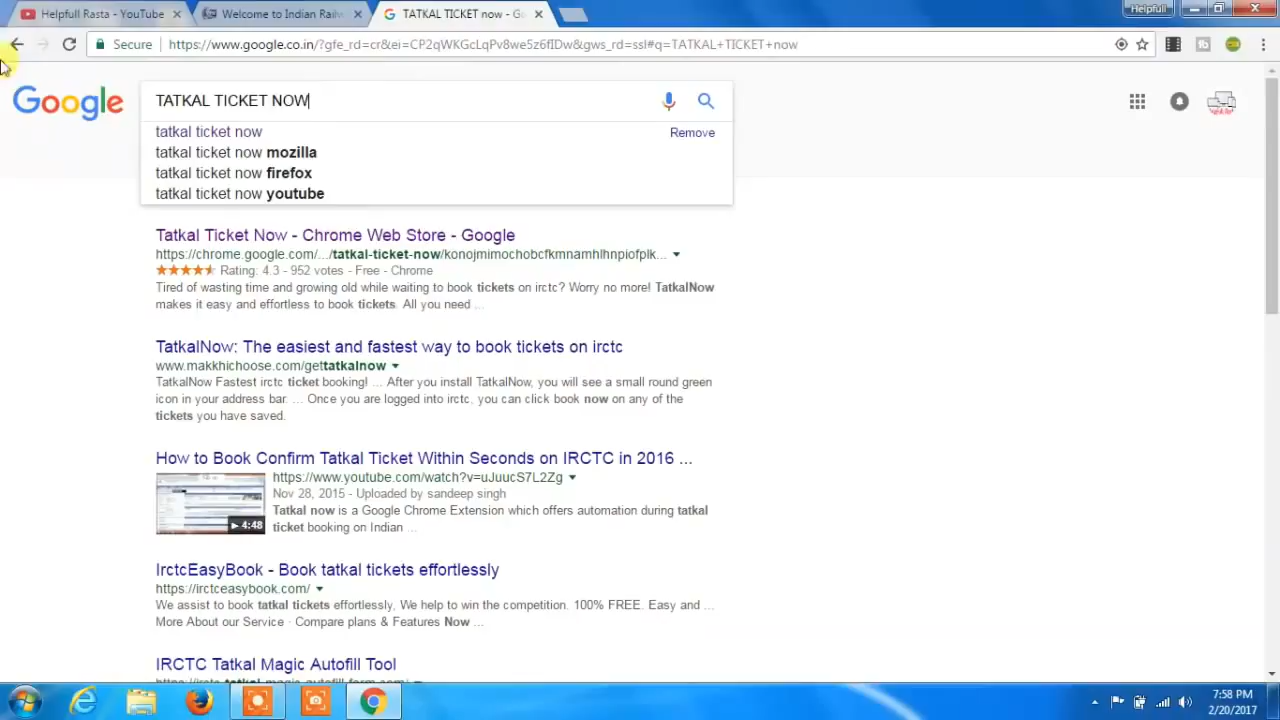 Helpfull Rasta - YouTub
Welcome to Indian Railw
TATKAL TICKET now - Go
Helpfull
Secure
https://www.google.co.in/?gfe_rd=cr&ei=CP2qWKGcLqPv8we5z6fIDw&gws_rd=ssl#q=TATKAL+TICKET+now
Google
TATKAL TICKET NOW
tatkal ticket now
Remove
tatkal ticket now mozilla
tatkal ticket now firefox
tatkal ticket now youtube
Tatkal Ticket Now - Chrome Web Store - Google
https://chrome.google.com/.../tatkal-ticket-now/konojmimochobcfkmnamhlhnpiofplk...
Rating: 4.3 - 952 votes - Free - Chrome
Tired of wasting time and growing old while waiting to book tickets on irctc? Worry no more! TatkalNow
makes it easy and effortless to book tickets. All you need ...
TatkalNow: The easiest and fastest way to book tickets on irctc
www.makkhichoose.com/gettatkalnow
TatkalNow Fastest irctc ticket booking! ... After you install TatkalNow, you will see a small round green
icon in your address bar. ... Once you are logged into irctc, you can click book now on any of the
tickets you have saved.
How to Book Confirm Tatkal Ticket Within Seconds on IRCTC in 2016 ...
https://www.youtube.com/watch?v=uJuucS7L2Zg
Nov 28, 2015 - Uploaded by sandeep singh
Tatkal now is a Google Chrome Extension which offers automation during tatkal
4:48
ticket booking on Indian ...
IrctcEasyBook - Book tatkal tickets effortlessly
https://irctceasybook.com/
We assist to book tatkal tickets effortlessly, We help to win the competition. 100% FREE. Easy and ...
More About our Service · Compare plans & Features Now ...
IRCTC Tatkal Magic Autofill Tool
7:58 PM
2/20/2017